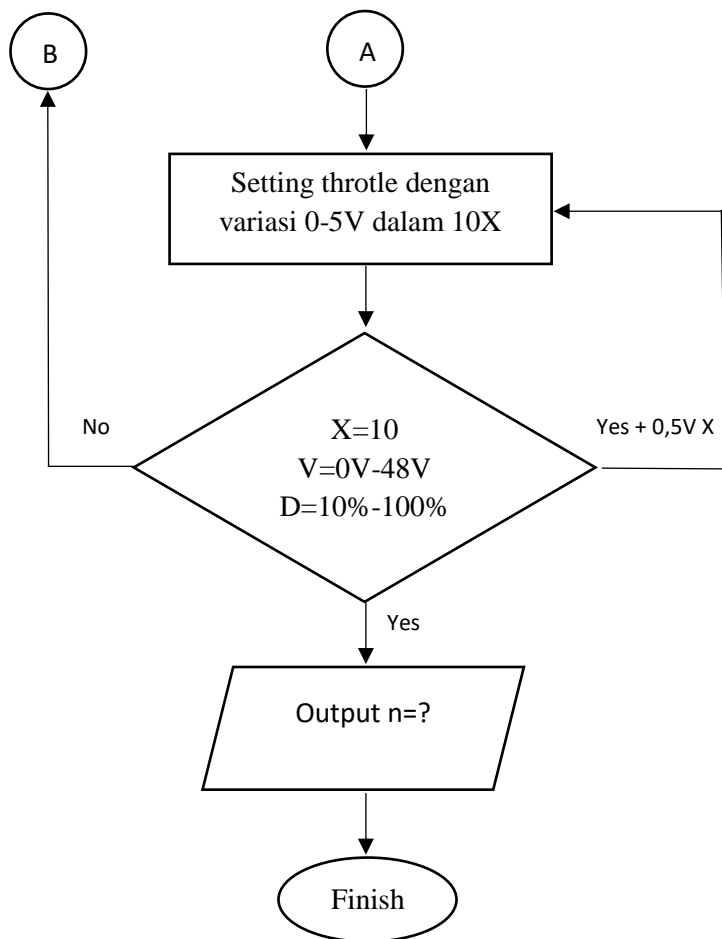 B
A
Setting throtle dengan
variasi 0-5V dalam 10X
No
X=10
V=0V-48V
D=10%-100%
Yes + 0,5V X
Yes
Output n=?
Finish